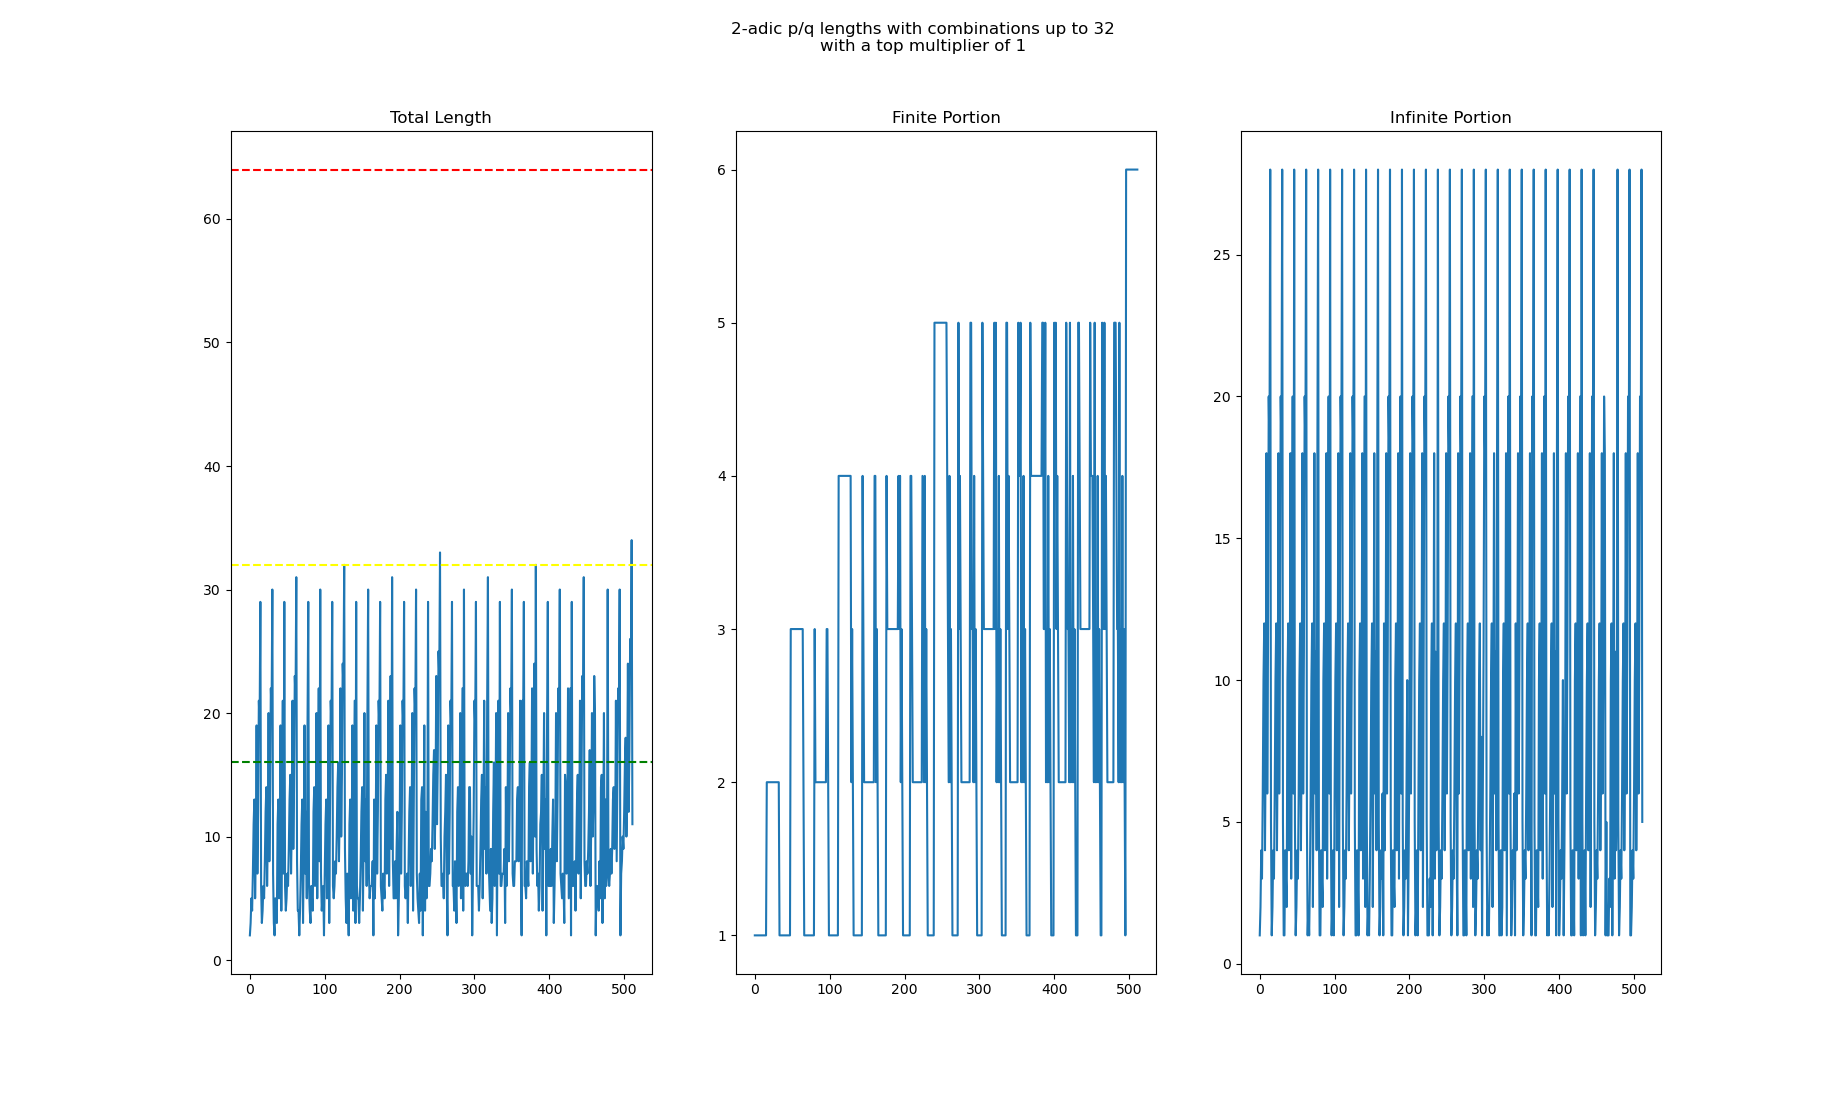 2-adic p/q lengths with combinations up to 32
with a top multiplier of 1
Total Length
60
50
40
30
20
10
0
0 100 200 300 400 500
Finite Portion
6
5
4
3
2
1
0 100 200 300 400 500
Infinite Portion
25
20
15
10
5
0
0 100 200 300 400 500